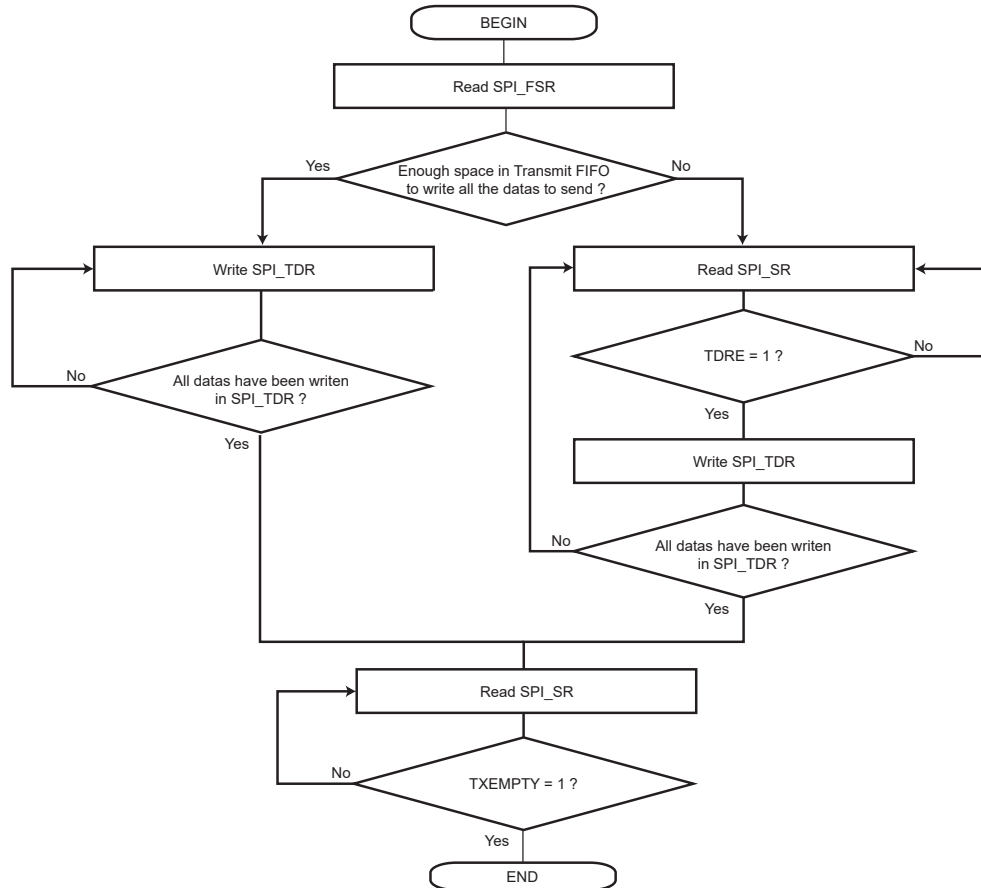 BEGIN
Read SPI_FSR
Enough space in Transmit FIFO
to write all the datas to send ?
Yes
No
Write SPI_TDR
All datas have been writen
in SPI_TDR ?
No
Yes
Read SPI_SR
TDRE = 1 ?
No
Yes
Write SPI_TDR
All datas have been writen
in SPI_TDR ?
No
Yes
Read SPI_SR
TXEMPTY = 1 ?
No
Yes
END